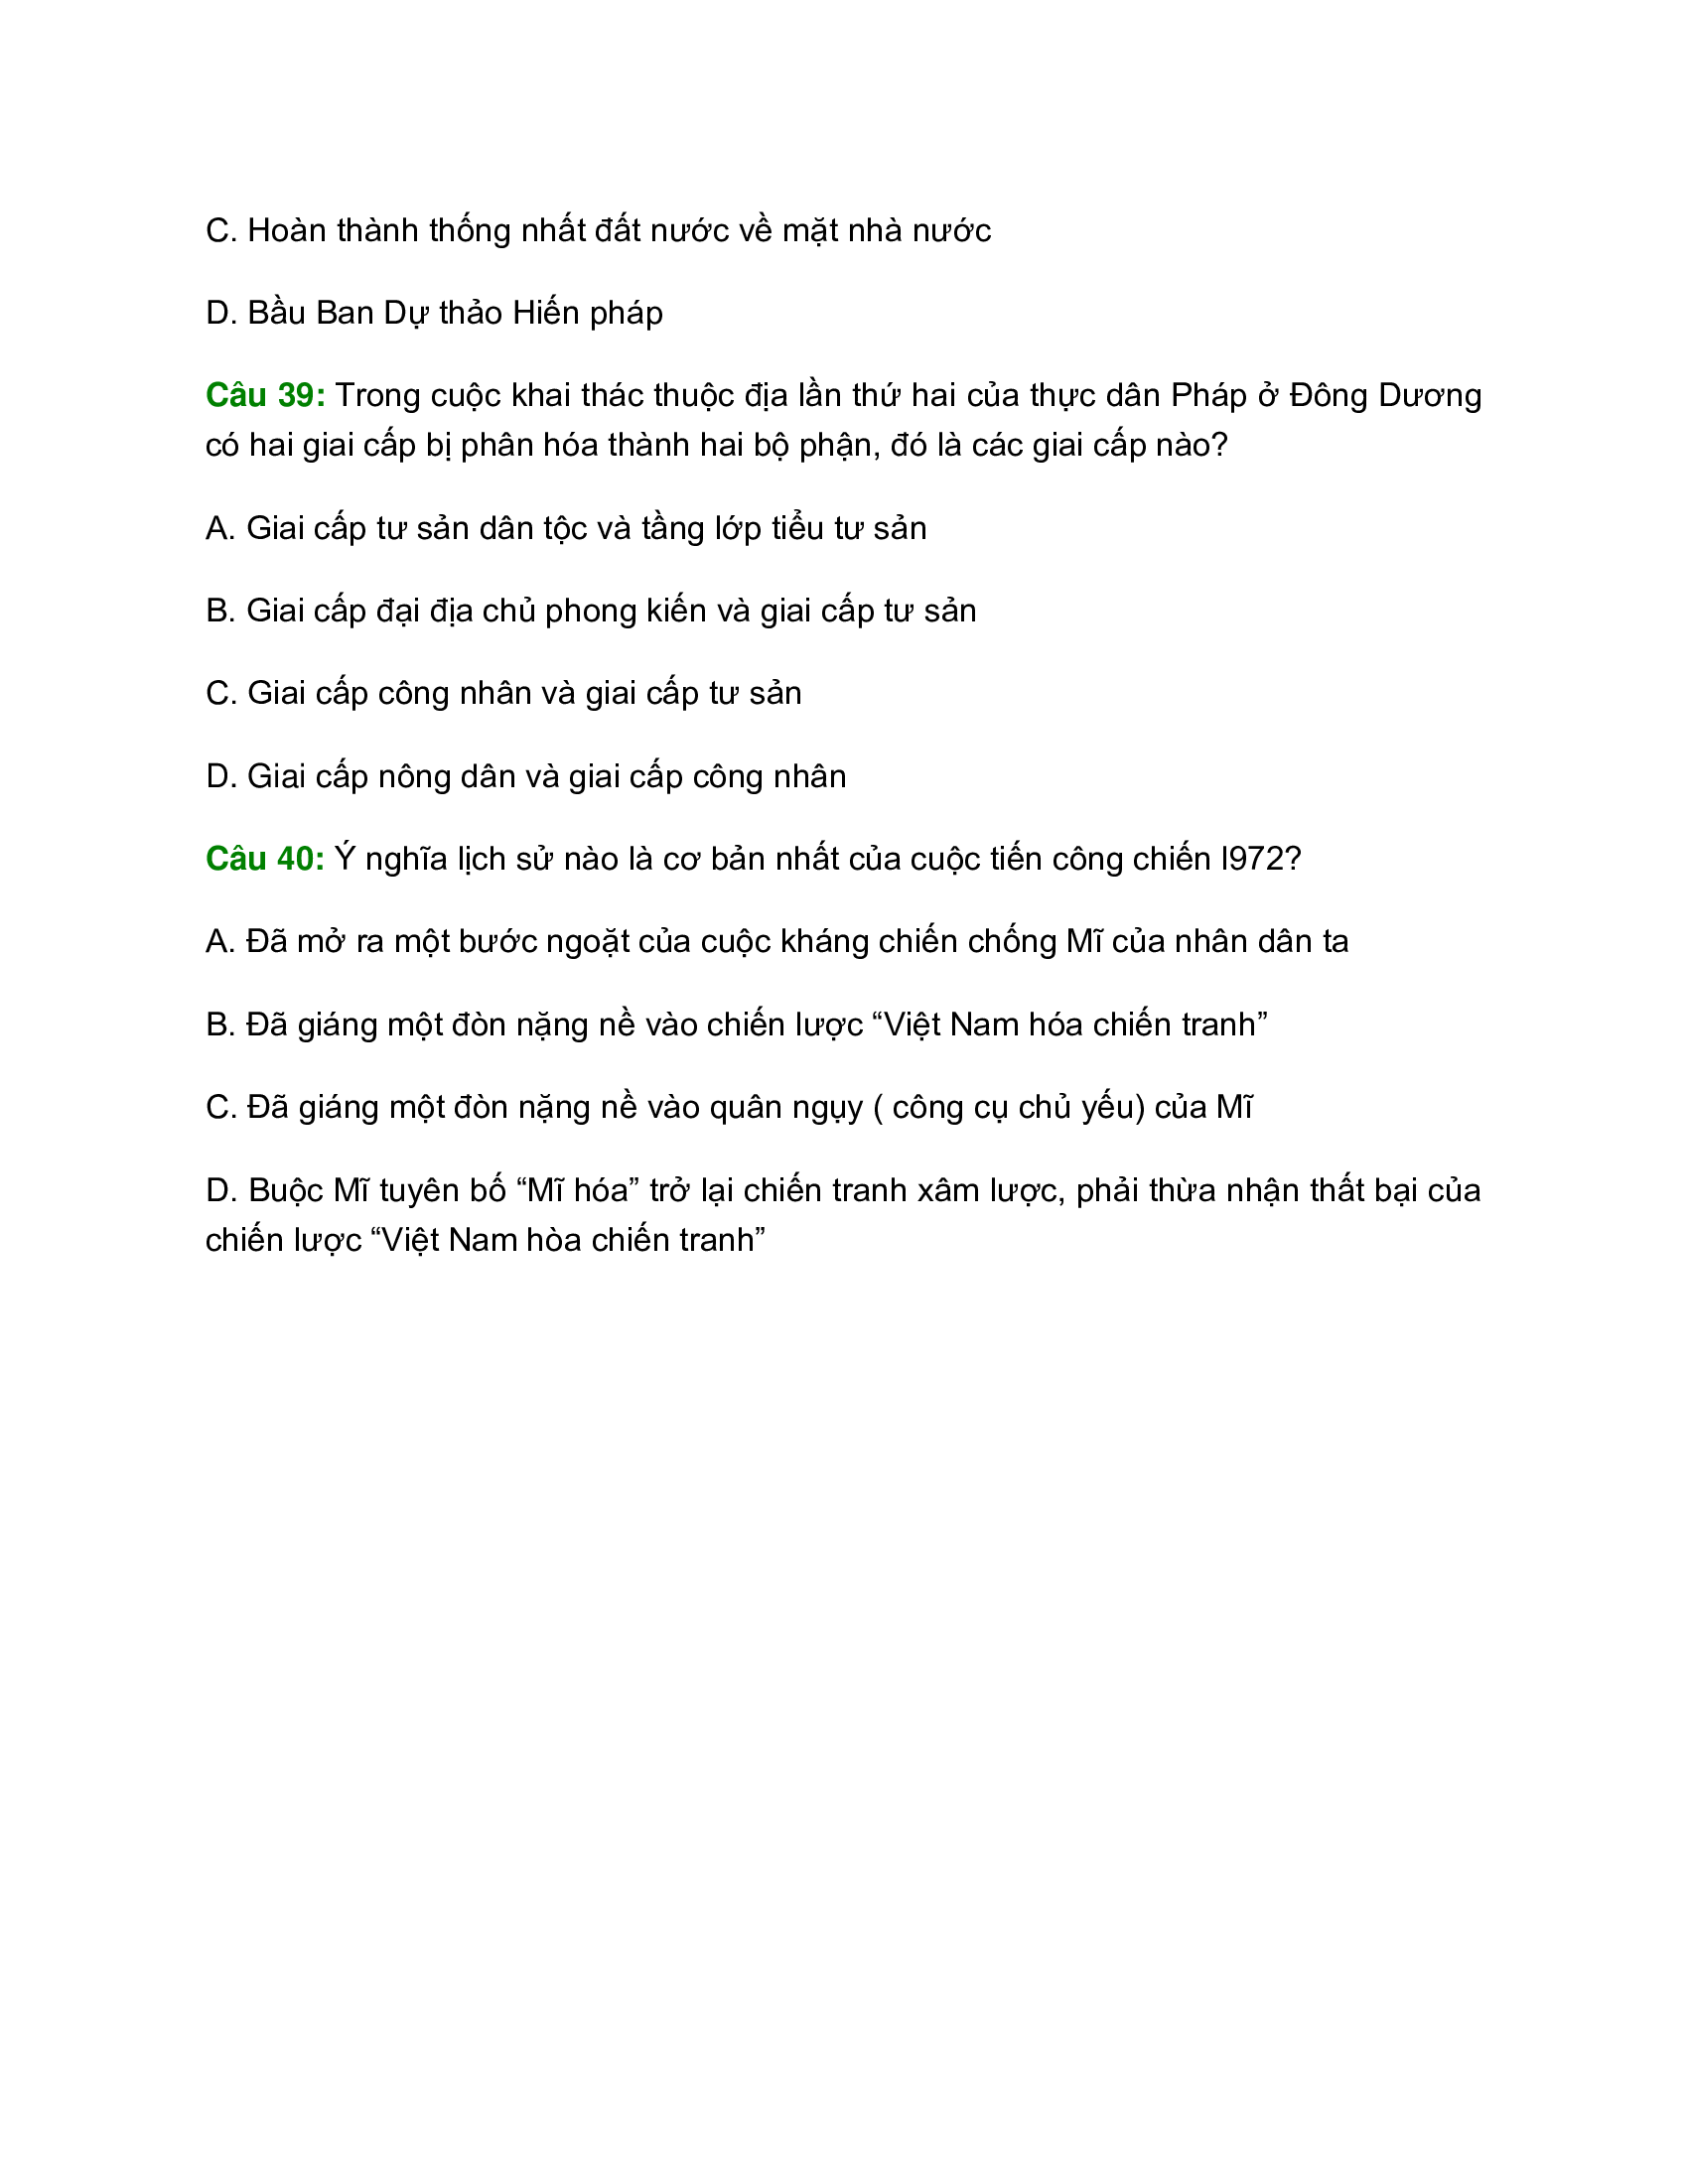 C. Hoàn thành thống nhất đất nước về mặt nhà nước
D. Bầu Ban Dự thảo Hiến pháp
Câu 39: Trong cuộc khai thác thuộc địa lần thứ hai của thực dân Pháp ở Đông Dương
có hai giai cấp bị phân hóa thành hai bộ phận, đó là các giai cấp nào?
A. Giai cấp tư sản dân tộc và tầng lớp tiểu tư sản
B. Giai cấp đại địa chủ phong kiến và giai cấp tư sản
C. Giai cấp công nhân và giai cấp tư sản
D. Giai cấp nông dân và giai cấp công nhân
Câu 40: Ý nghĩa lịch sử nào là cơ bản nhất của cuộc tiến công chiến l972?
A. Đã mở ra một bước ngoặt của cuộc kháng chiến chống Mĩ của nhân dân ta
B. Đã giáng một đòn nặng nề vào chiến lược “Việt Nam hóa chiến tranh”
C. Đã giáng một đòn nặng nề vào quân ngụy ( công cụ chủ yếu) của Mĩ
D. Buộc Mĩ tuyên bố “Mĩ hóa” trở lại chiến tranh xâm lược, phải thừa nhận thất bại của
chiến lược “Việt Nam hòa chiến tranh”